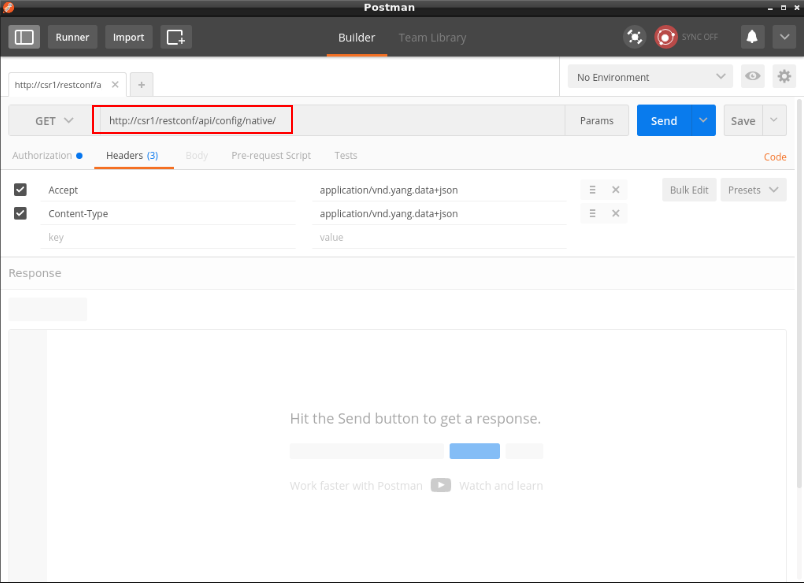 Postman
Runner Import Builder Team Library SYNC OFF
http://csr1/restconf/a No Environment
GET http://csr1/restconf/api/config/native/ Params Send Save
Authorization Headers (3) Body Pre-request Script Tests Code
Accept application/vnd.yang.data+json Bulk Edit Presets
Content-Type application/vnd.yang.data+json
key value
Response
Hit the Send button to get a response.
Work faster with Postman Watch and learn